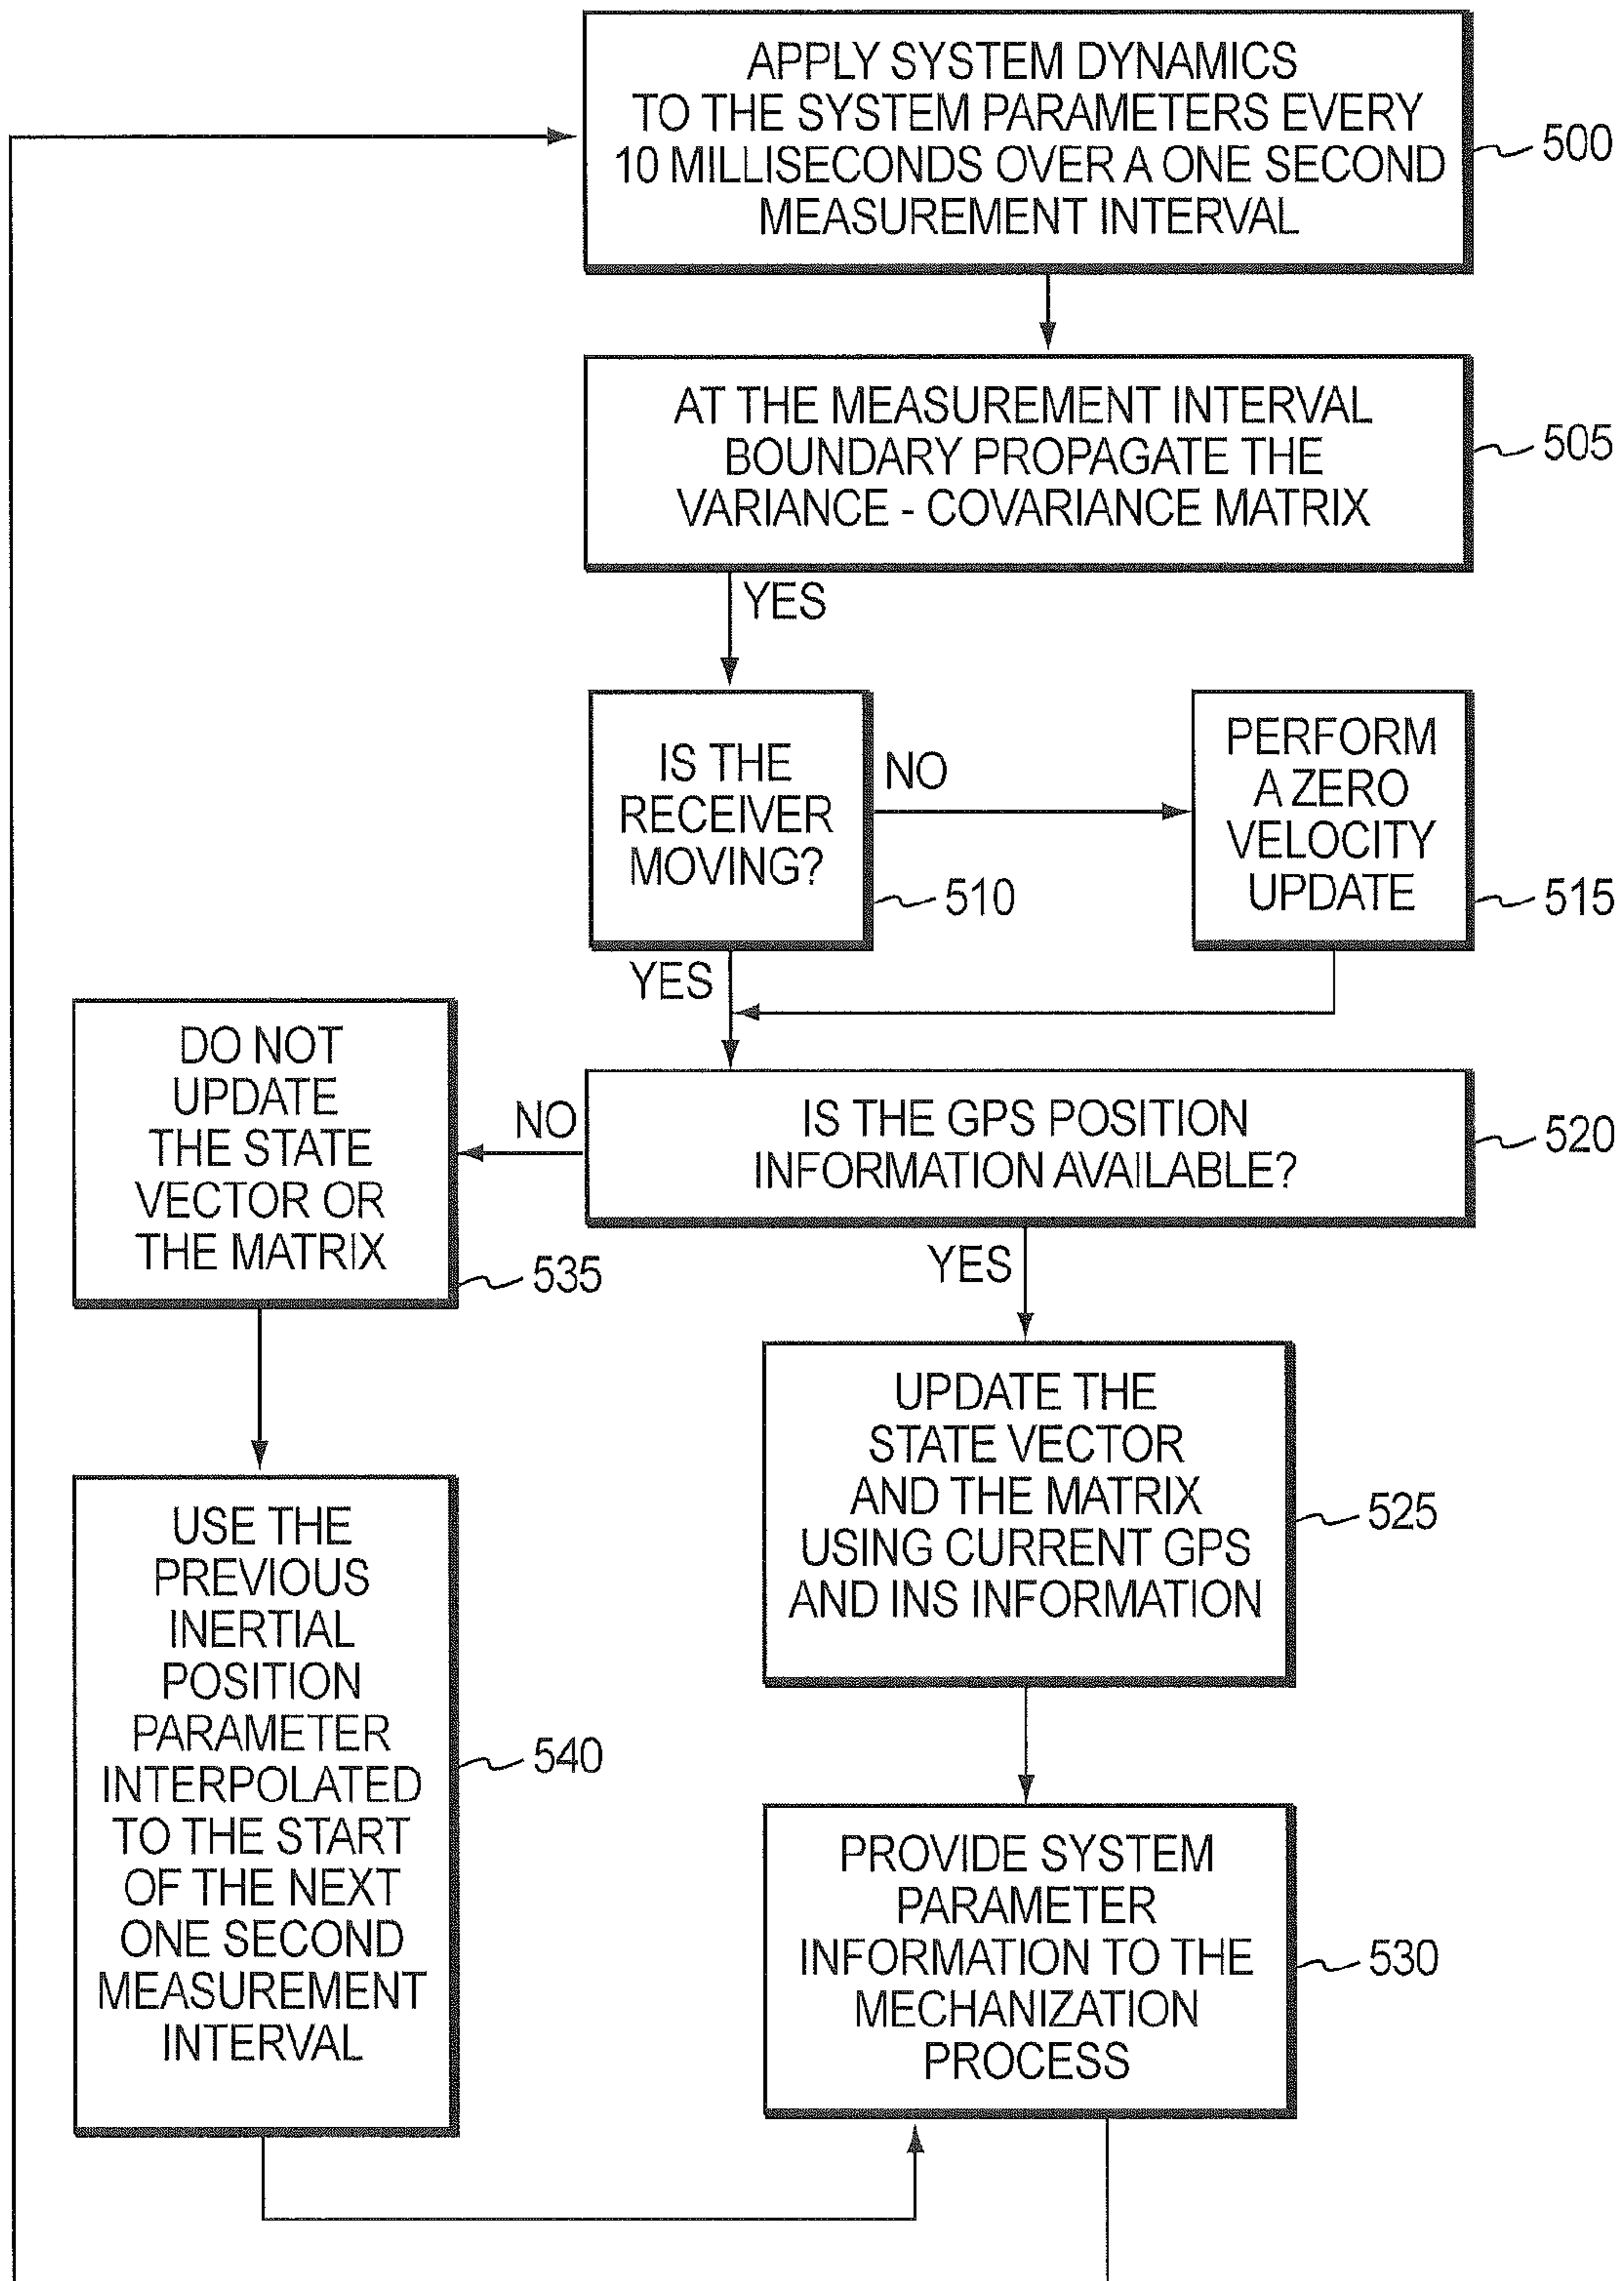 APPLY SYSTEM DYNAMICS
TO THE SYSTEM PARAMETERS EVERY
10 MILLISECONDS OVER A ONE SECOND
MEASUREMENT INTERVAL
500
AT THE MEASUREMENT INTERVAL
BOUNDARY PROPAGATE THE
VARIANCE - COVARIANCE MATRIX
505
YES
IS THE
RECEIVER
MOVING?
510
NO
PERFORM
A ZERO
VELOCITY
UPDATE
515
YES
IS THE GPS POSITION
INFORMATION AVAILABLE?
520
NO
DO NOT
UPDATE
THE STATE
VECTOR OR
THE MATRIX
535
YES
UPDATE THE
STATE VECTOR
AND THE MATRIX
USING CURRENT GPS
AND INS INFORMATION
525
USE THE
PREVIOUS
INERTIAL
POSITION
PARAMETER
INTERPOLATED
TO THE START
OF THE NEXT
ONE SECOND
MEASUREMENT
INTERVAL
540
PROVIDE SYSTEM
PARAMETER
INFORMATION TO THE
MECHANIZATION
PROCESS
530